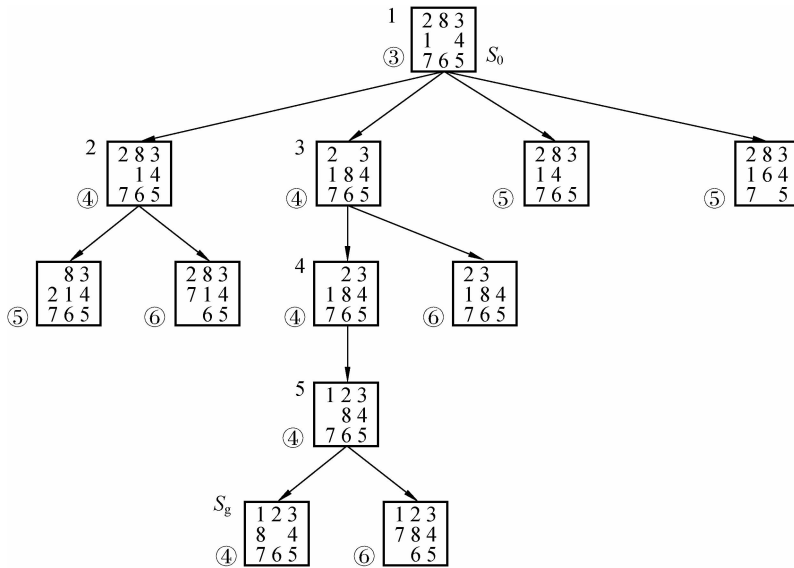 1
2 8 3
1 4
③ 7 6 5 S₀
2 3
2 8 3 2 3 2 8 3 2 8 3
1 4 1 8 4 1 4 1 6 4
④ 7 6 5 ④ 7 6 5 ⑤ 7 6 5 ⑤ 7 5
4
8 3 2 8 3 2 3 2 3
2 1 4 7 1 4 1 8 4 1 8 4
⑤ 7 6 5 ⑥ 6 5 ④ 7 6 5 ⑥ 7 6 5
5
1 2 3
8 4
④ 7 6 5
S_g
1 2 3 1 2 3
8 4 7 8 4
④ 7 6 5 ⑥ 6 5